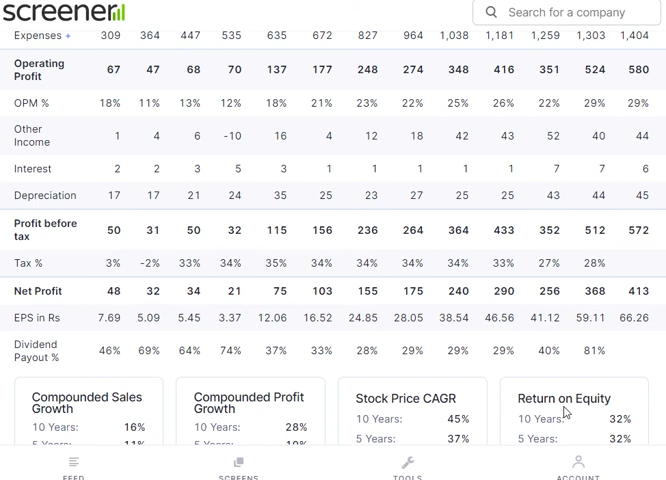 screener
Search for a company
Expenses + 309 364 447 535 635 672 827 964 1,038 1,181 1,259 1,303 1,404
Operating
Profit 67 47 68 70 137 177 248 274 348 416 351 524 580
OPM % 18% 11% 13% 12% 18% 21% 23% 22% 25% 26% 22% 29% 29%
Other
Income 1 4 6 -10 16 4 12 18 42 43 52 40 44
Interest 2 2 3 5 3 1 1 1 1 1 7 7 6
Depreciation 17 17 21 24 35 25 23 27 25 25 43 44 45
Profit before
tax 50 31 50 32 115 156 236 264 364 433 352 512 572
Tax % 3% -2% 33% 34% 35% 34% 34% 34% 34% 33% 27% 28%
Net Profit 48 32 34 21 75 103 155 175 240 290 256 368 413
EPS in Rs 7.69 5.09 5.45 3.37 12.06 16.52 24.85 28.05 38.54 46.56 41.12 59.11 66.26
Dividend
Payout % 46% 69% 64% 74% 37% 33% 28% 29% 29% 29% 40% 81%
Compounded Sales
Growth
10 Years: 16%
5 Years: 11%
Compounded Profit
Growth
10 Years: 28%
5 Years: 19%
Stock Price CAGR
10 Years: 45%
5 Years: 37%
Return on Equity
10 Years: 32%
5 Years: 32%
FEED
SCREENS
TOOLS
ACCOUNT